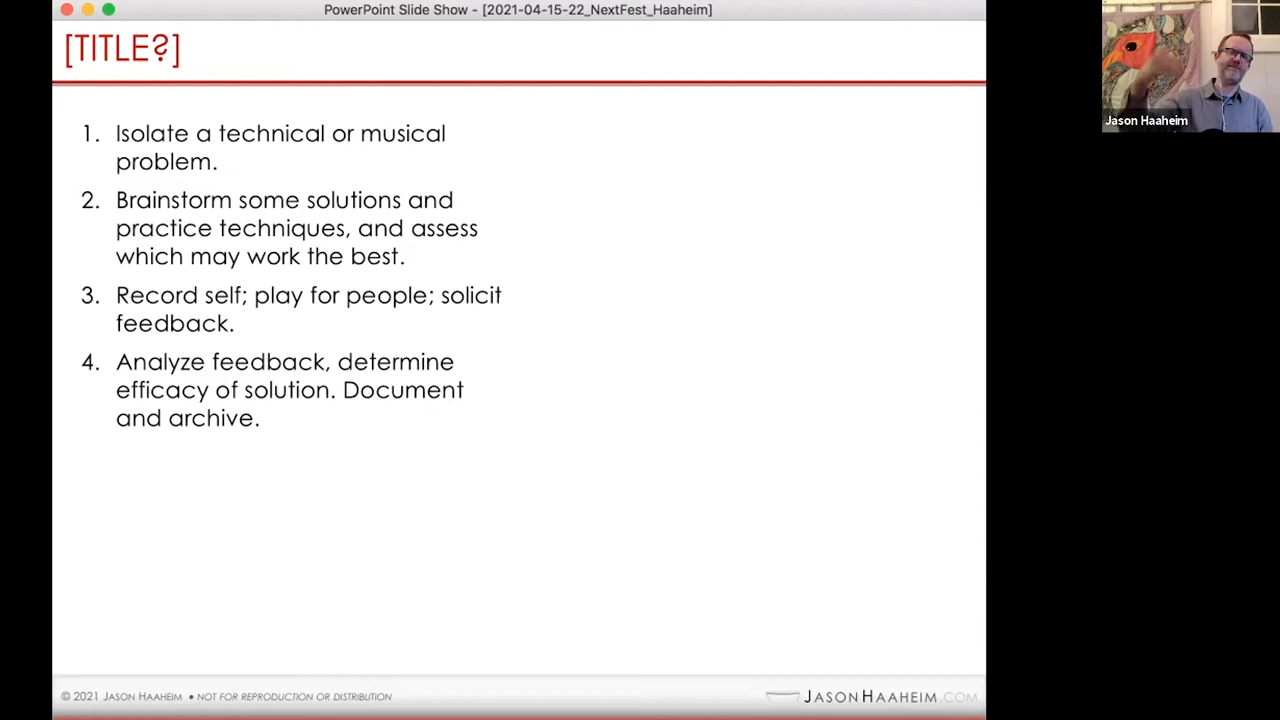 PowerPoint Slide Show - [2021-04-15-22_NextFest_Haaheim]
[TITLE?]
Jason Haaheim
1. Isolate a technical or musical
problem.
2. Brainstorm some solutions and
practice techniques, and assess
which may work the best.
3. Record self; play for people; solicit
feedback.
4. Analyze feedback, determine
efficacy of solution. Document
and archive.
© 2021 JASON HAAHEIM • NOT FOR REPRODUCTION OR DISTRIBUTION
JASONHAAHEIM.COM